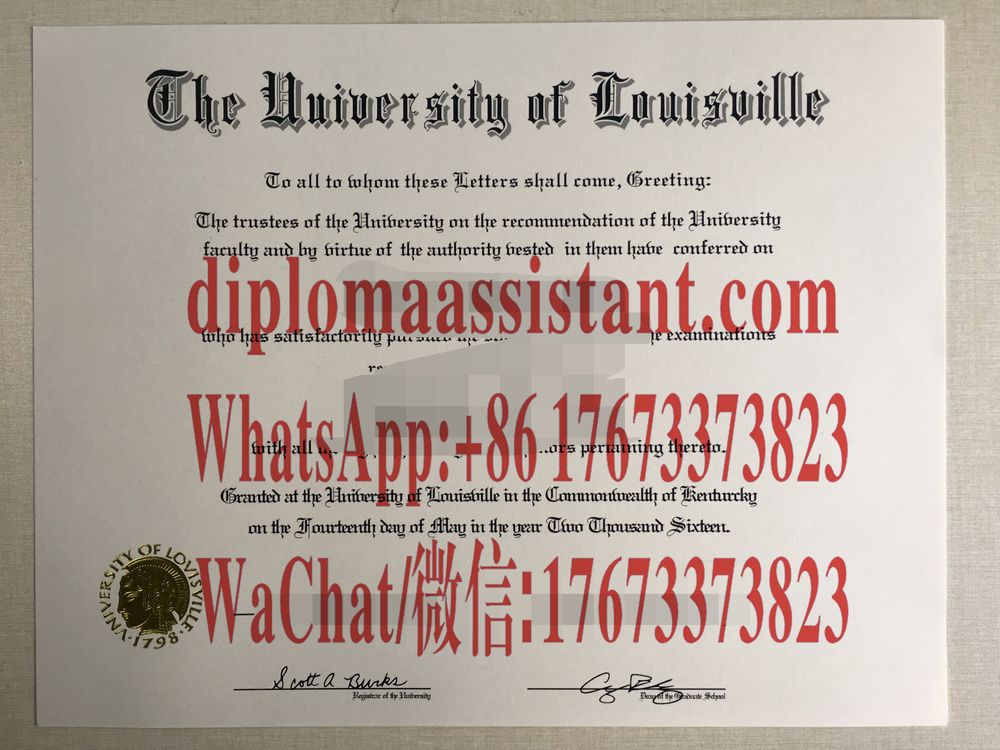 The University of Louisville
To all to whom these Letters shall come, Greeting:
The trustees of the University on the recommendation of the University
faculty and by virtue of the authority vested in them have conferred on
diplomaassistant.com
who has satisfactorily pursued the examinations
WhatsApp:+86 17673373823
with all pertaining thereto.
Granted at the University of Louisville in the Commonwealth of Kenturcky
on the Fourteenth day of May in the year Two Thousand Sixteen.
UNIVERSITY OF LOVISVILLE · 1798 ·
WaChat/微信:17673373823
Scott A Burks
Registrar of the University
Dean of the Graduate School